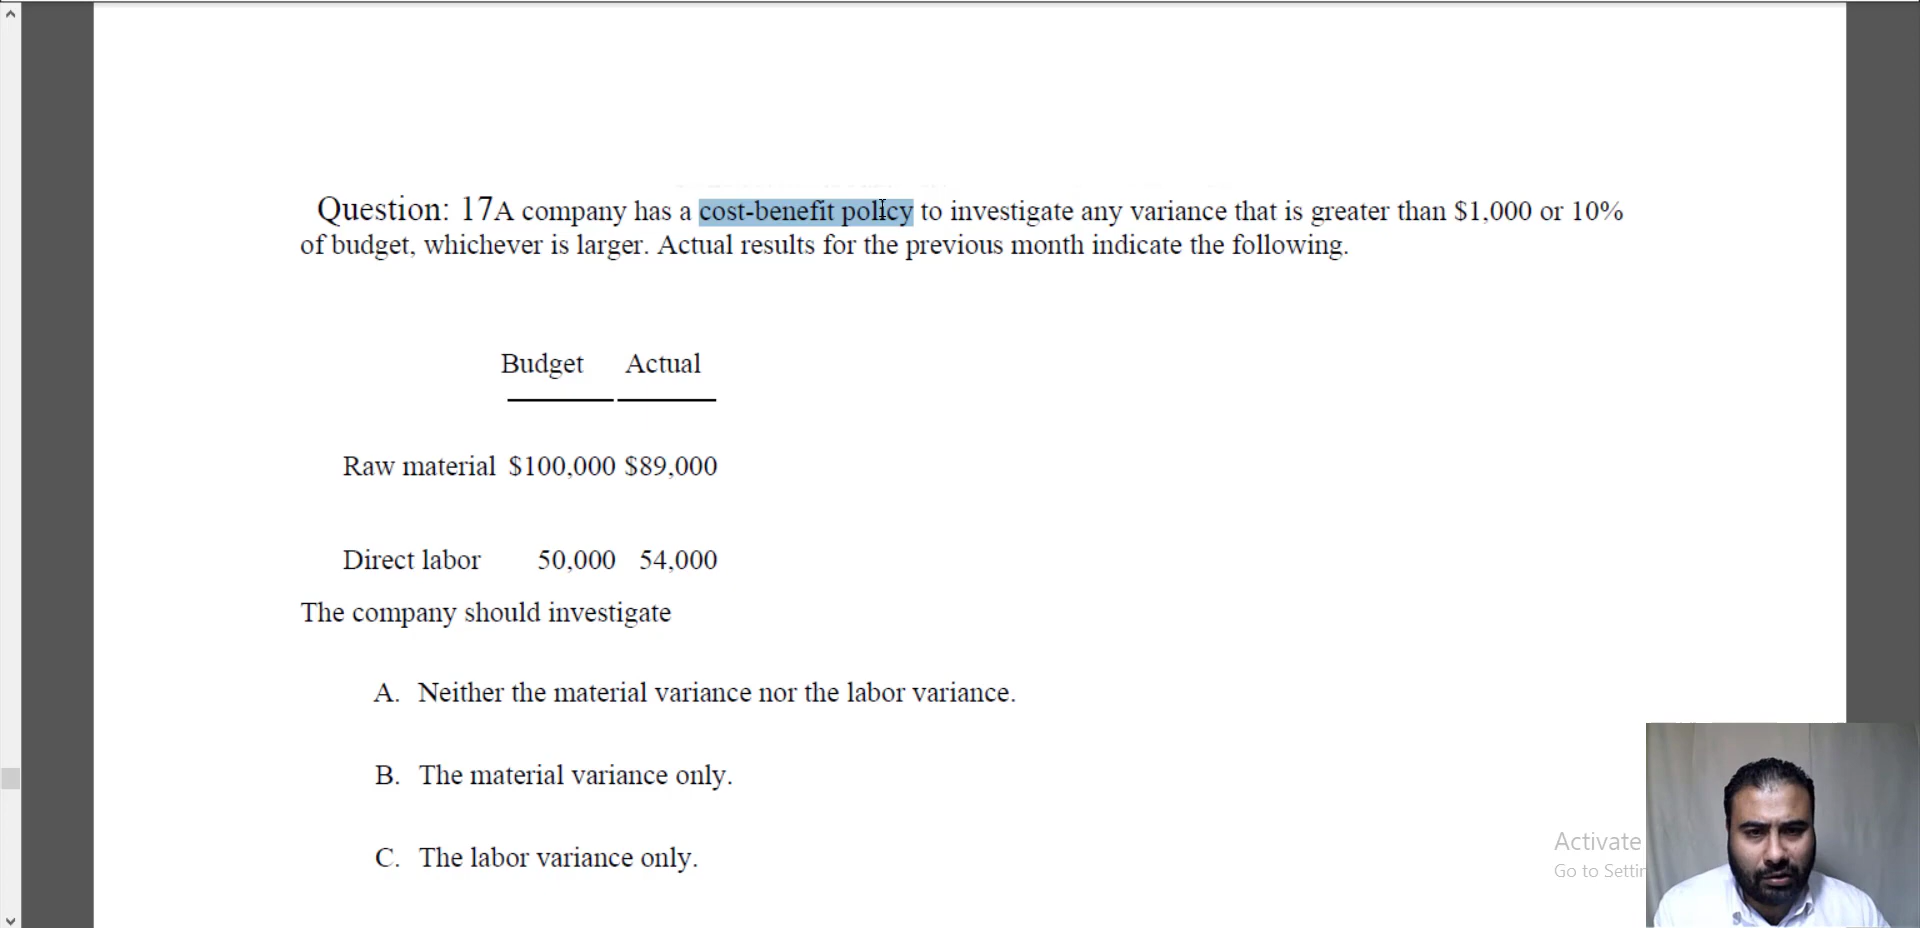 Question: 17A company has a cost-benefit policy to investigate any variance that is greater than $1,000 or 10%
of budget, whichever is larger. Actual results for the previous month indicate the following.
Budget Actual
Raw material $100,000 $89,000
Direct labor 50,000 54,000
The company should investigate
A. Neither the material variance nor the labor variance.
B. The material variance only.
C. The labor variance only.
Activate
Go to Settin